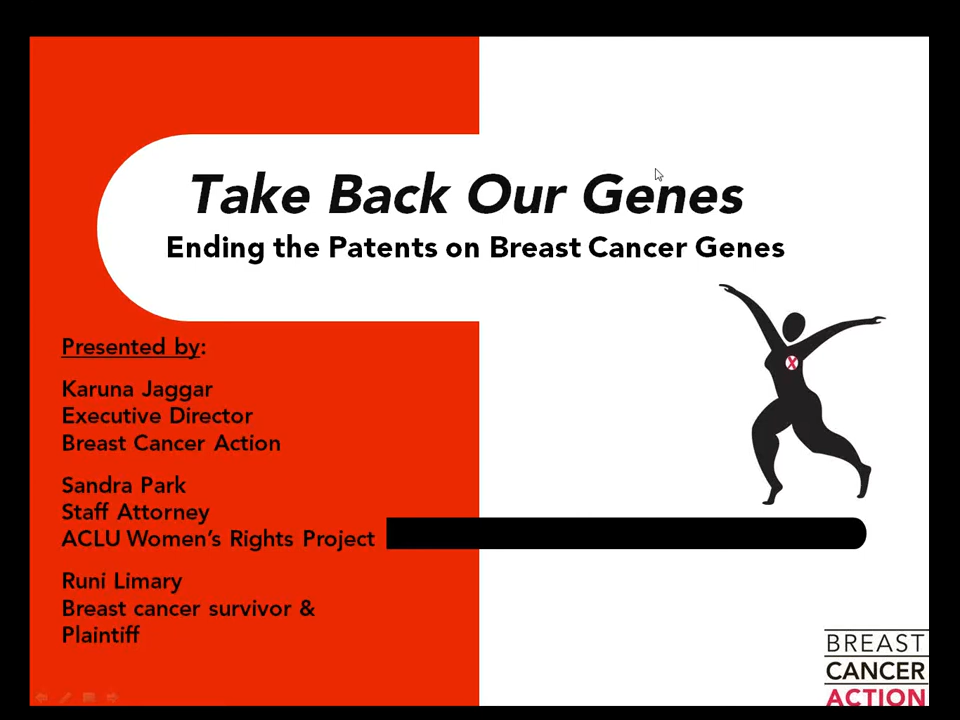 Take Back Our Genes
Ending the Patents on Breast Cancer Genes
Presented by:
Karuna Jaggar
Executive Director
Breast Cancer Action
Sandra Park
Staff Attorney
ACLU Women's Rights Project
Runi Limary
Breast cancer survivor &
Plaintiff
BREAST
CANCER
ACTION